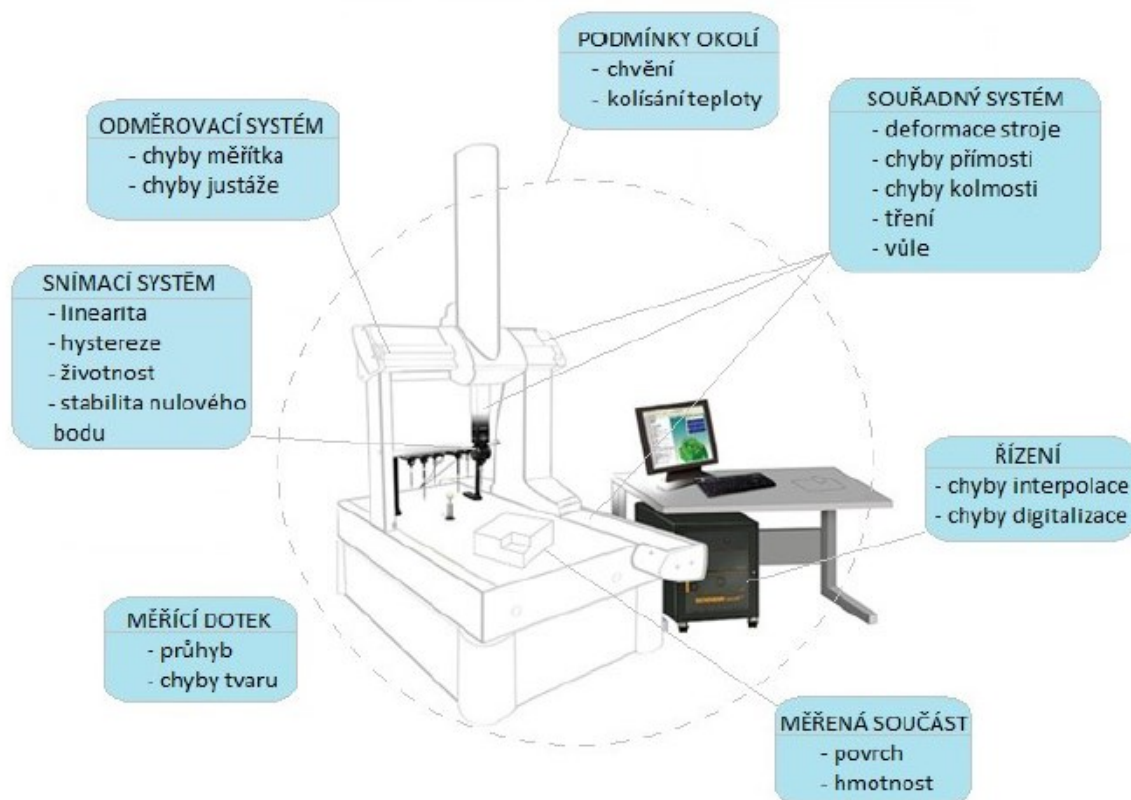 PODMÍNKY OKOLÍ
- chvění
- kolísání teploty
ODMĚROVACÍ SYSTÉM
- chyby měřítka
- chyby justáže
SOUŘADNÝ SYSTÉM
- deformace stroje
- chyby přímosti
- chyby kolmosti
- tření
- vůle
SNÍMACÍ SYSTÉM
- linearita
- hystereze
- životnost
- stabilita nulového
bodu
ŘÍZENÍ
- chyby interpolace
- chyby digitalizace
MĚŘÍCÍ DOTEK
- průhyb
- chyby tvaru
MĚŘENÁ SOUČÁST
- povrch
- hmotnost